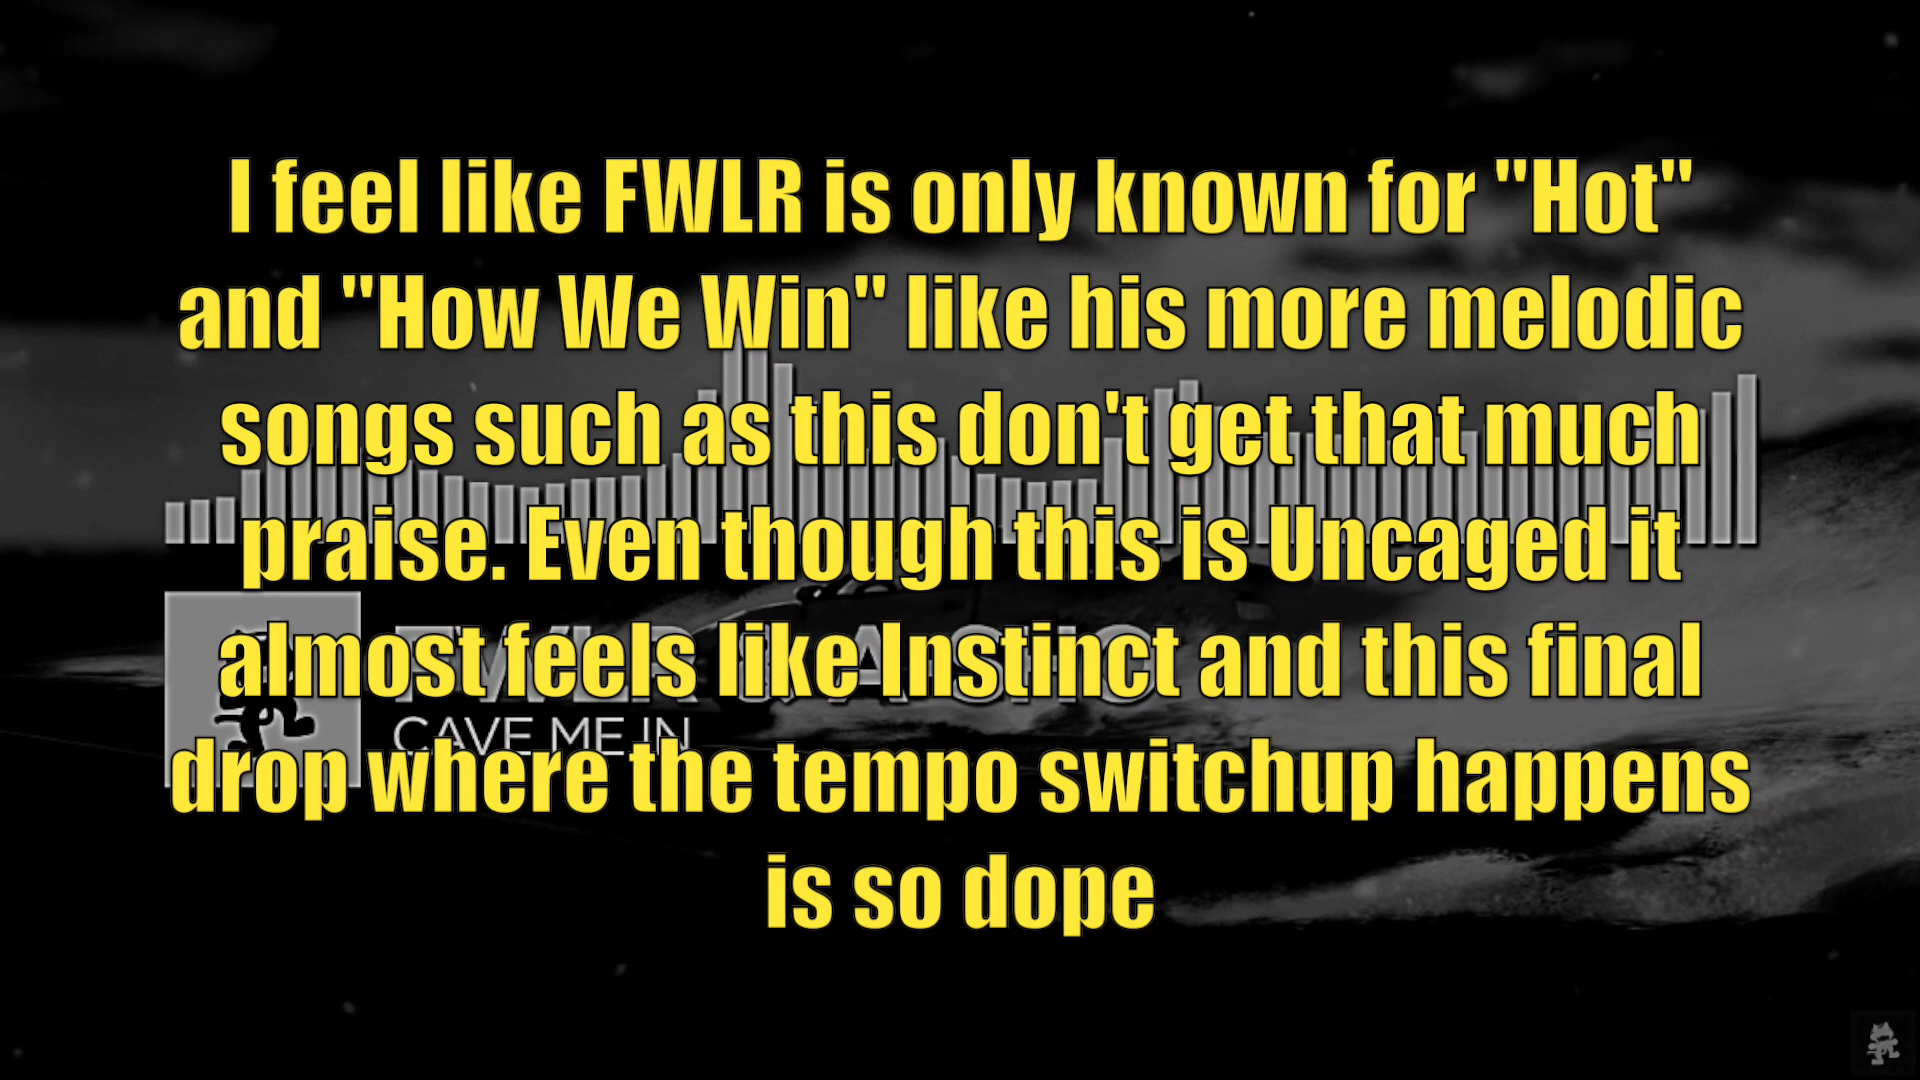 I feel like FWLR is only known for "Hot"
and "How We Win" like his more melodic
songs such as this don't get that much
praise. Even though this is Uncaged it
almost feels like Instinct and this final
drop where the tempo switchup happens
is so dope
FWLR &
CAVE ME IN